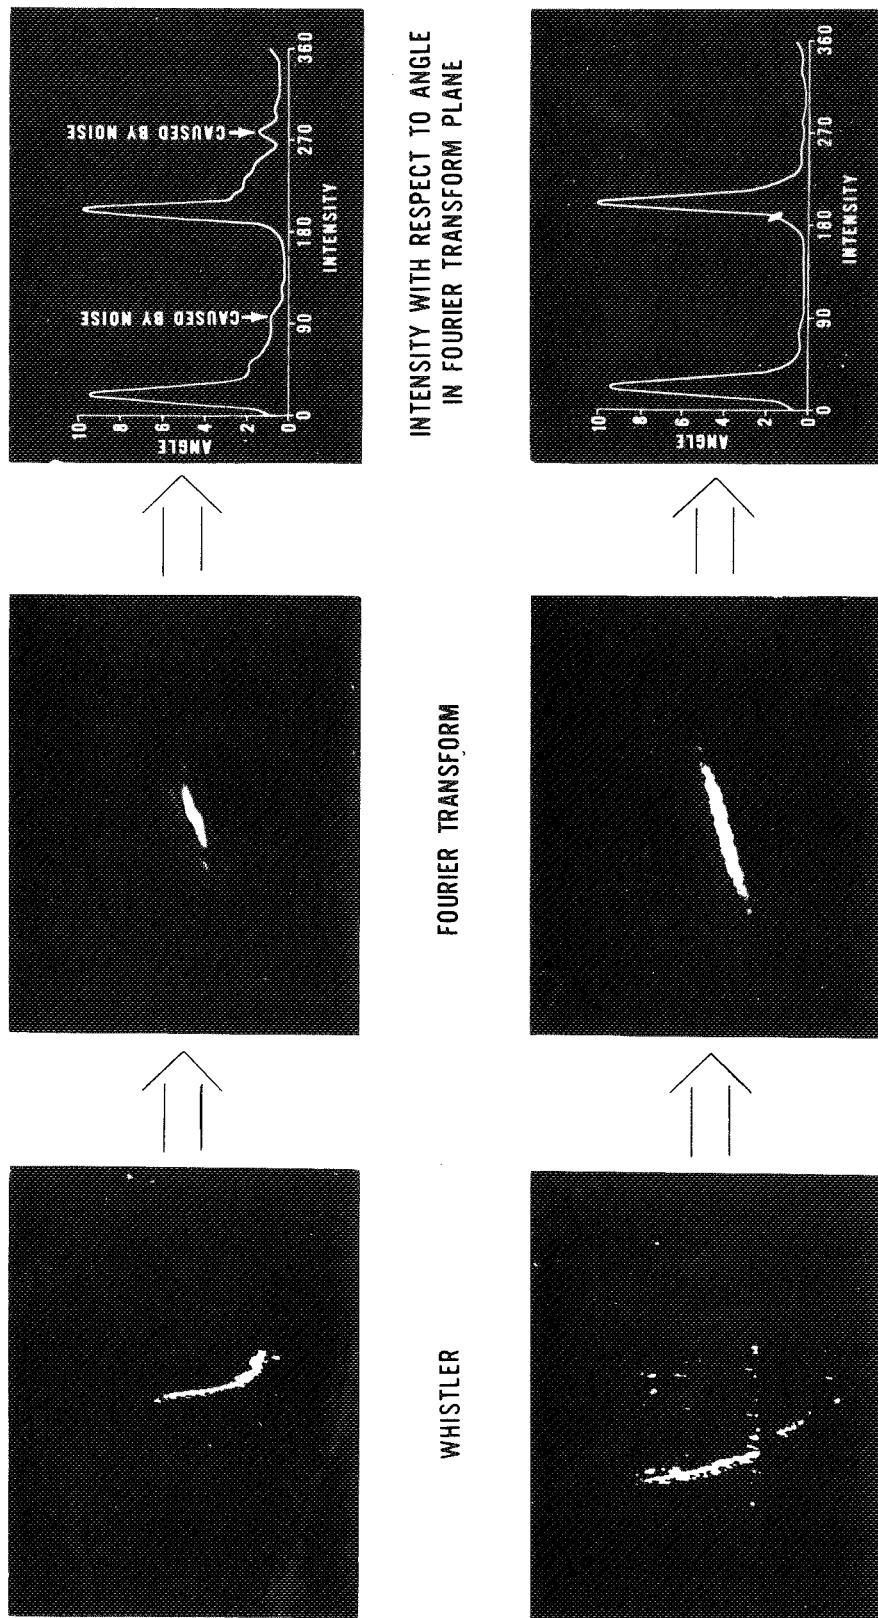 WHISTLER
FOURIER TRANSFORM
INTENSITY WITH RESPECT TO ANGLE
IN FOURIER TRANSFORM PLANE
10
8
6
4
2
0
ANGLE
0
90
180
270
360
INTENSITY
CAUSED BY NOISE
CAUSED BY NOISE
10
8
6
4
2
0
ANGLE
0
90
180
270
360
INTENSITY